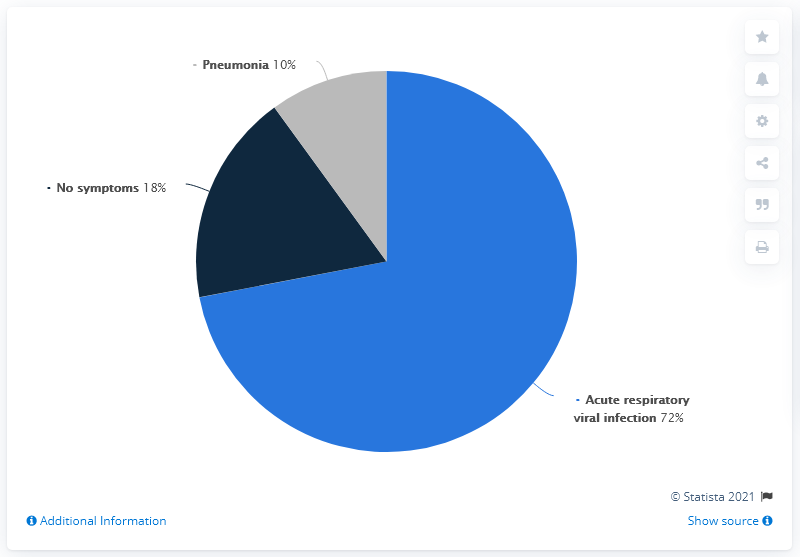 Pneumonia 10%
No symptoms 18%
Acute respiratory
viral infection 72%
© Statista 2021
Additional Information
Show source